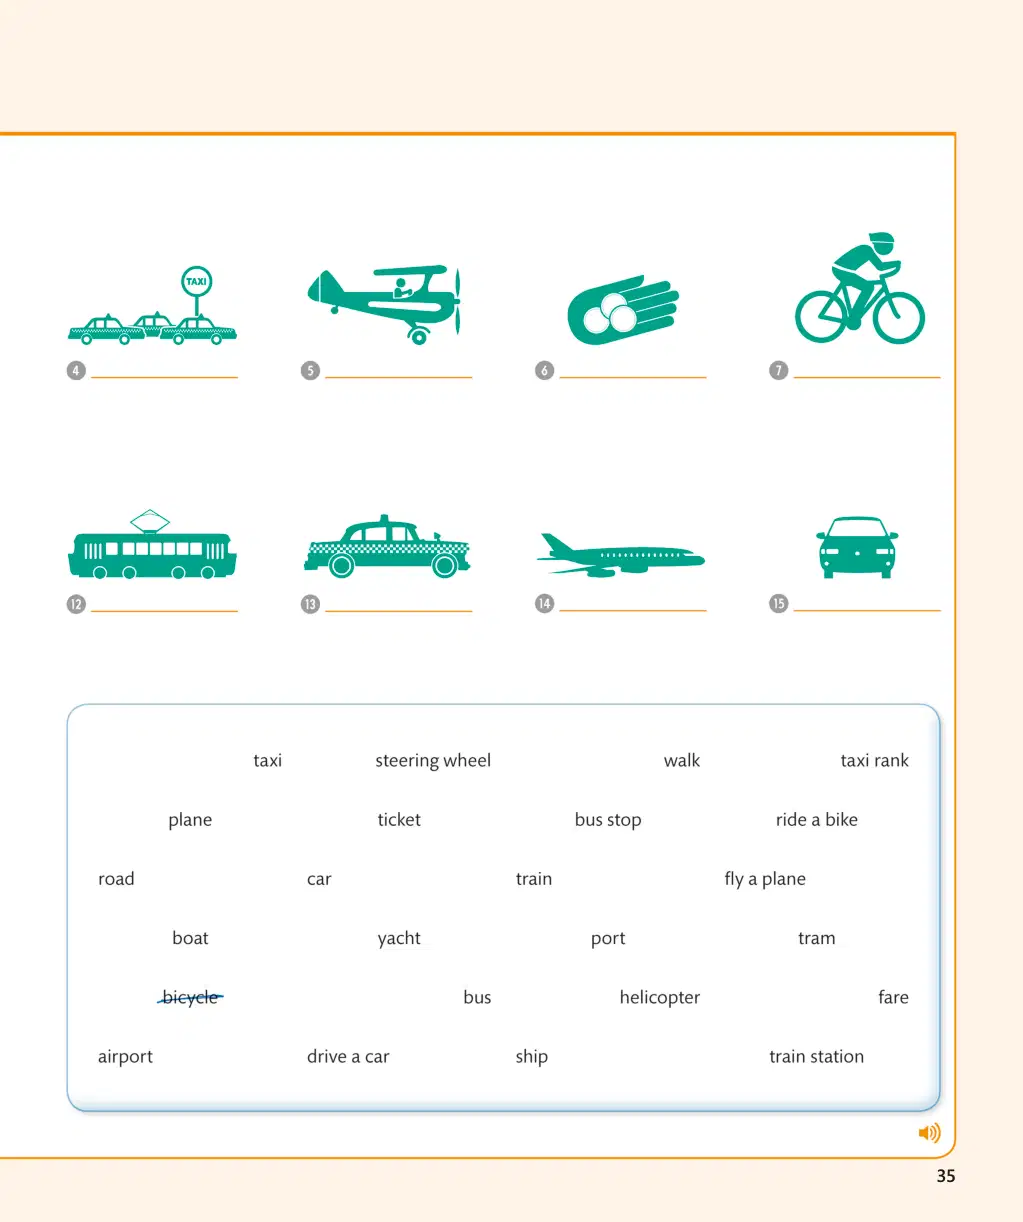 TAXI
4 5 6 7
12 13 14 15
taxi steering wheel walk taxi rank
plane ticket bus stop ride a bike
road car train fly a plane
boat yacht port tram
bicycle bus helicopter fare
airport drive a car ship train station
35